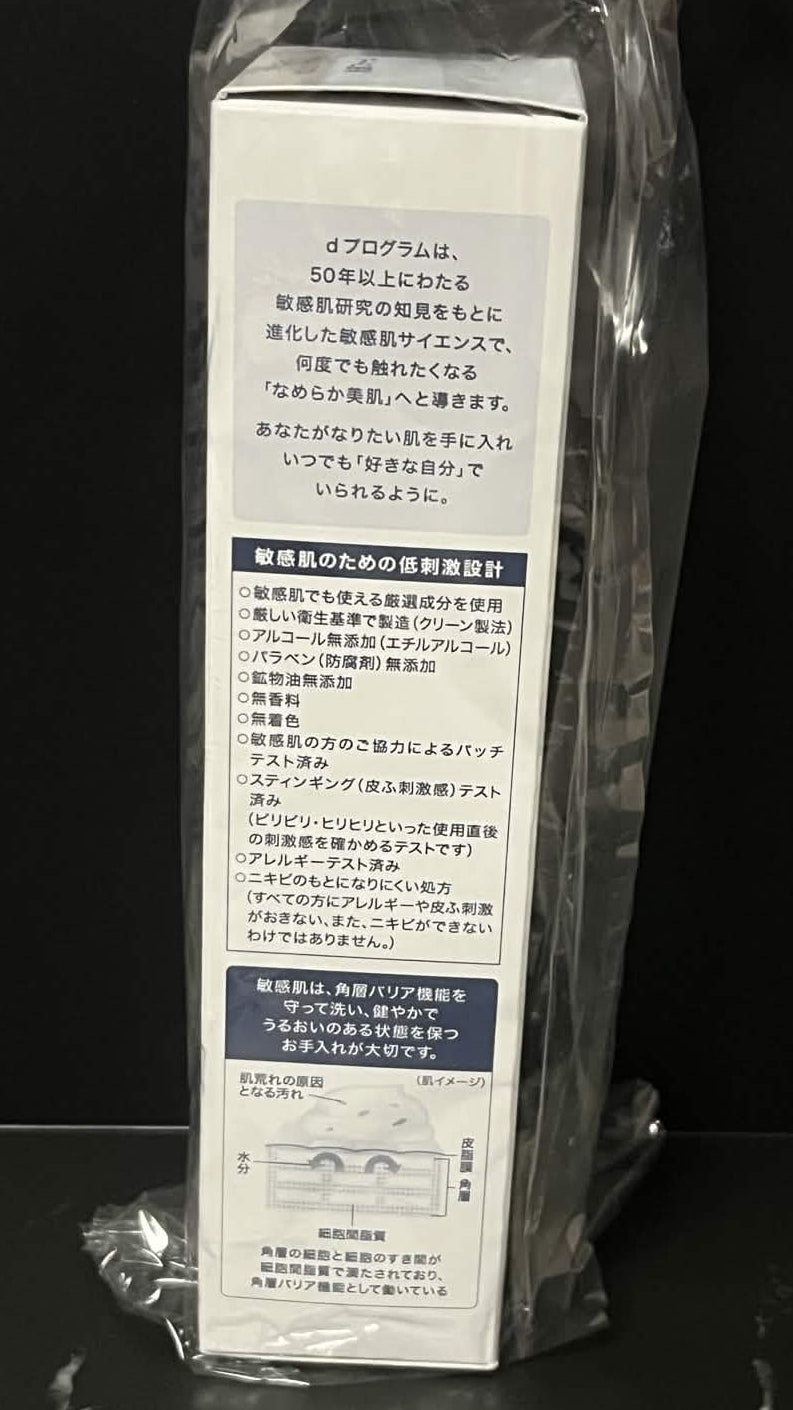 dプログラムは、
50年以上にわたる
敏感肌研究の知見をもとに
進化した敏感肌サイエンスで、
何度でも触れたくなる
「なめらか美肌」へと導きます。
あなたがなりたい肌を手に入れ
いつでも「好きな自分」で
いられるように。
敏感肌のための低刺激設計
○敏感肌でも使える厳選成分を使用
○厳しい衛生基準で製造(クリーン製法)
○アルコール無添加(エチルアルコール)
○パラベン(防腐剤)無添加
○鉱物油無添加
○無香料
○無着色
○敏感肌の方のご協力によるパッチ
テスト済み
○スティンギング(皮ふ刺激感)テスト
済み
(ピリピリ・ヒリヒリといった使用直後
の刺激感を確かめるテストです)
○アレルギーテスト済み
○ニキビのもとになりにくい処方
(すべての方にアレルギーや皮ふ刺激
がおきない、また、ニキビができない
わけではありません。)
敏感肌は、角層バリア機能を
守って洗い、健やかで
うるおいのある状態を保つ
お手入れが大切です。
肌荒れの原因
となる汚れ
(肌イメージ)
水分
皮脂膜
角層
細胞間脂質
角層の細胞と細胞のすき間が
細胞間脂質で満たされており、
角層バリア機能として働いている